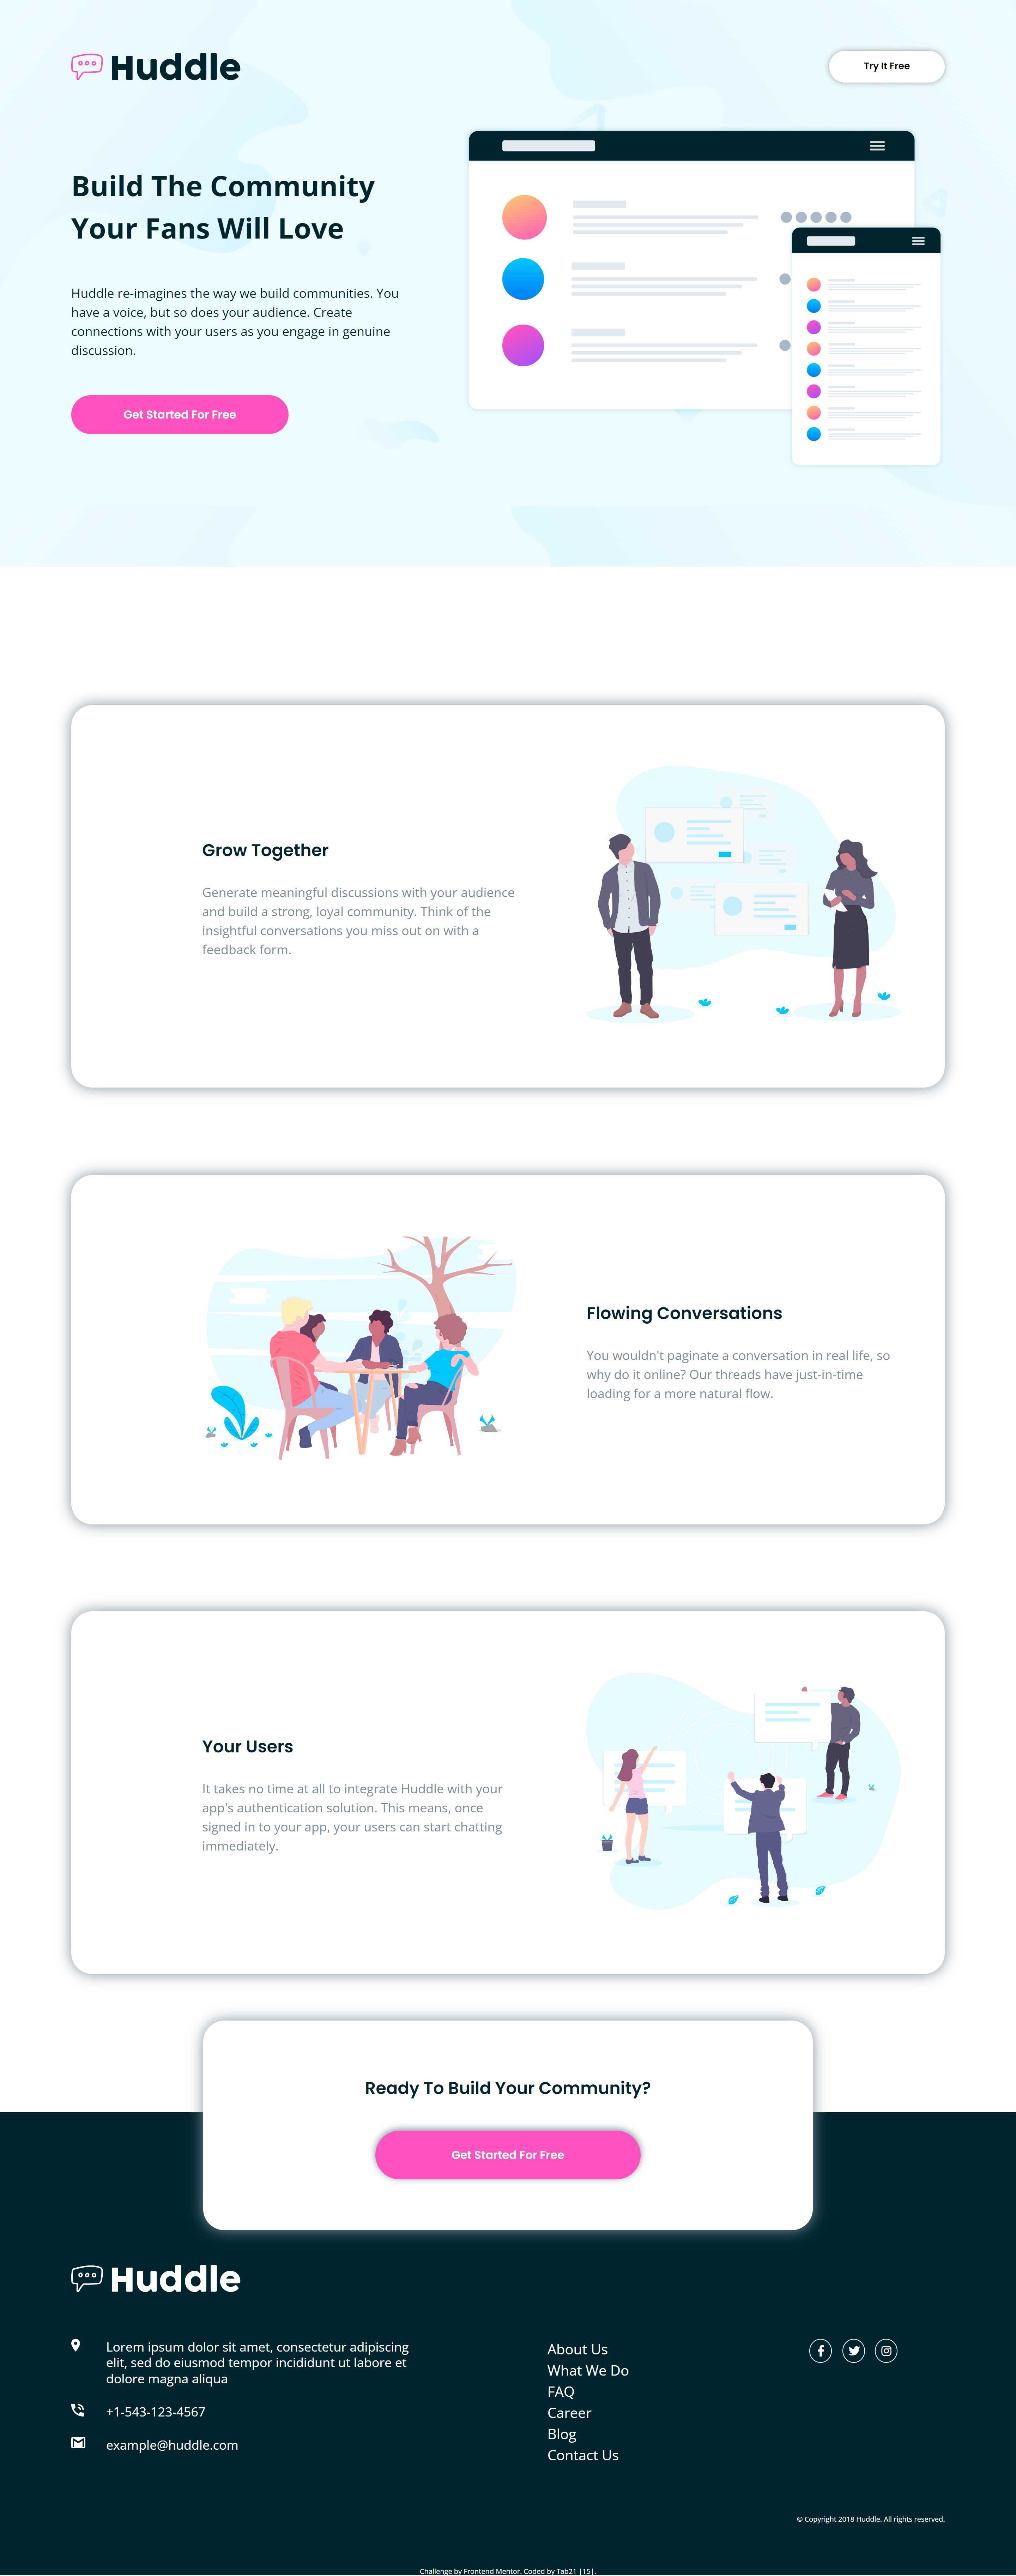 Huddle
Try It Free
Build The Community
Your Fans Will Love
Huddle re-imagines the way we build communities. You
have a voice, but so does your audience. Create
connections with your users as you engage in genuine
discussion.
Get Started For Free
Grow Together
Generate meaningful discussions with your audience
and build a strong, loyal community. Think of the
insightful conversations you miss out on with a
feedback form.
Flowing Conversations
You wouldn't paginate a conversation in real life, so
why do it online? Our threads have just-in-time
loading for a more natural flow.
Your Users
It takes no time at all to integrate Huddle with your
app's authentication solution. This means, once
signed in to your app, your users can start chatting
immediately.
Ready To Build Your Community?
Get Started For Free
Huddle
Lorem ipsum dolor sit amet, consectetur adipiscing
elit, sed do eiusmod tempor incididunt ut labore et
dolore magna aliqua
+1-543-123-4567
example@huddle.com
About Us
What We Do
FAQ
Career
Blog
Contact Us
© Copyright 2018 Huddle. All rights reserved.
Challenge by Frontend Mentor. Coded by Tab21 |15|.